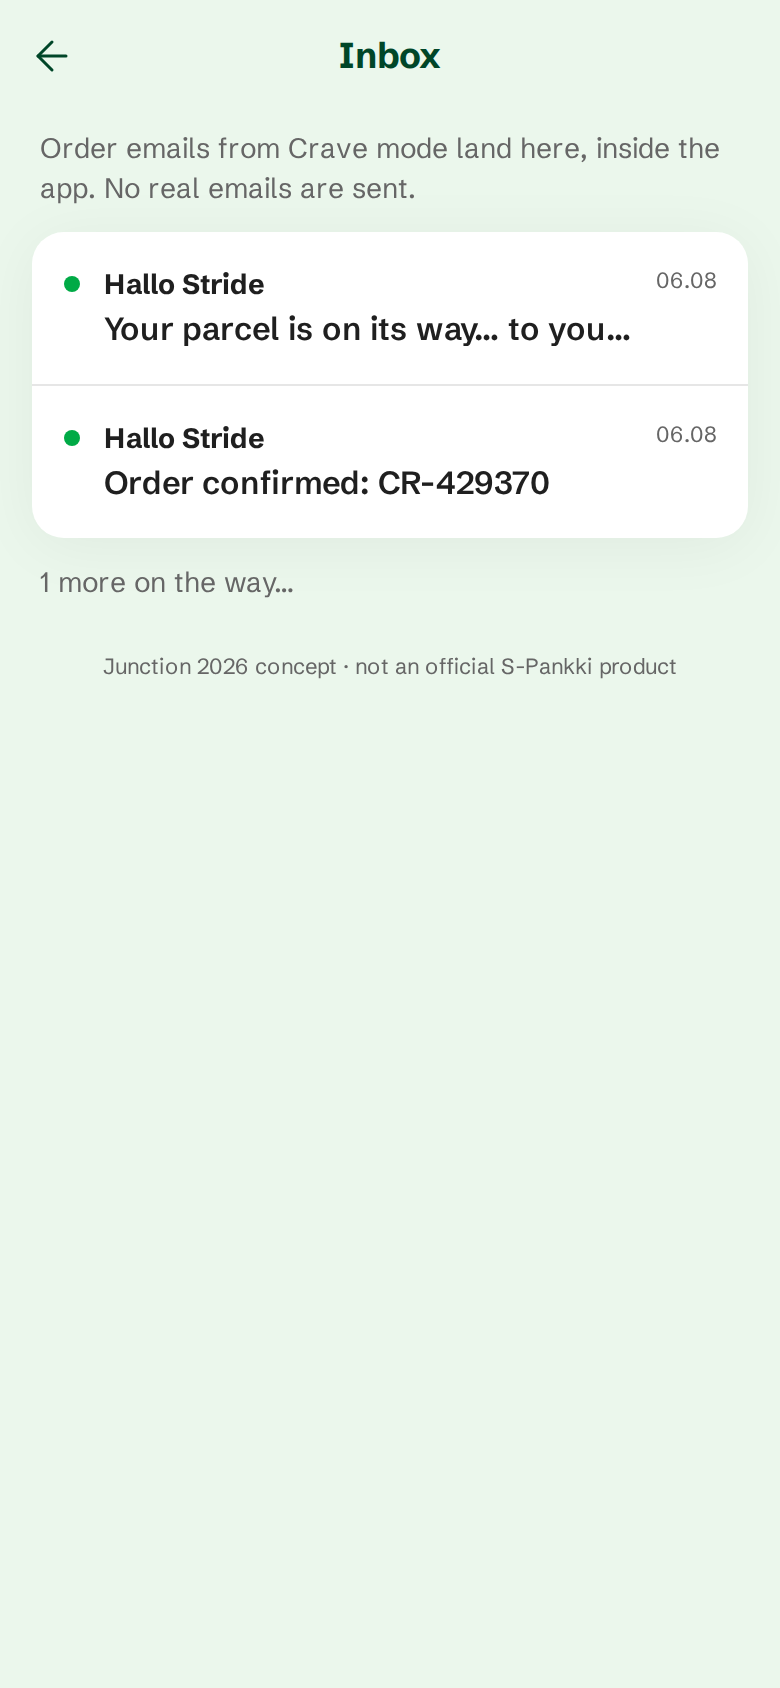 Inbox
Order emails from Crave mode land here, inside the
app. No real emails are sent.
Hallo Stride
06.08
Your parcel is on its way... to you...
Hallo Stride
06.08
Order confirmed: CR-429370
1 more on the way...
Junction 2026 concept · not an official S-Pankki product